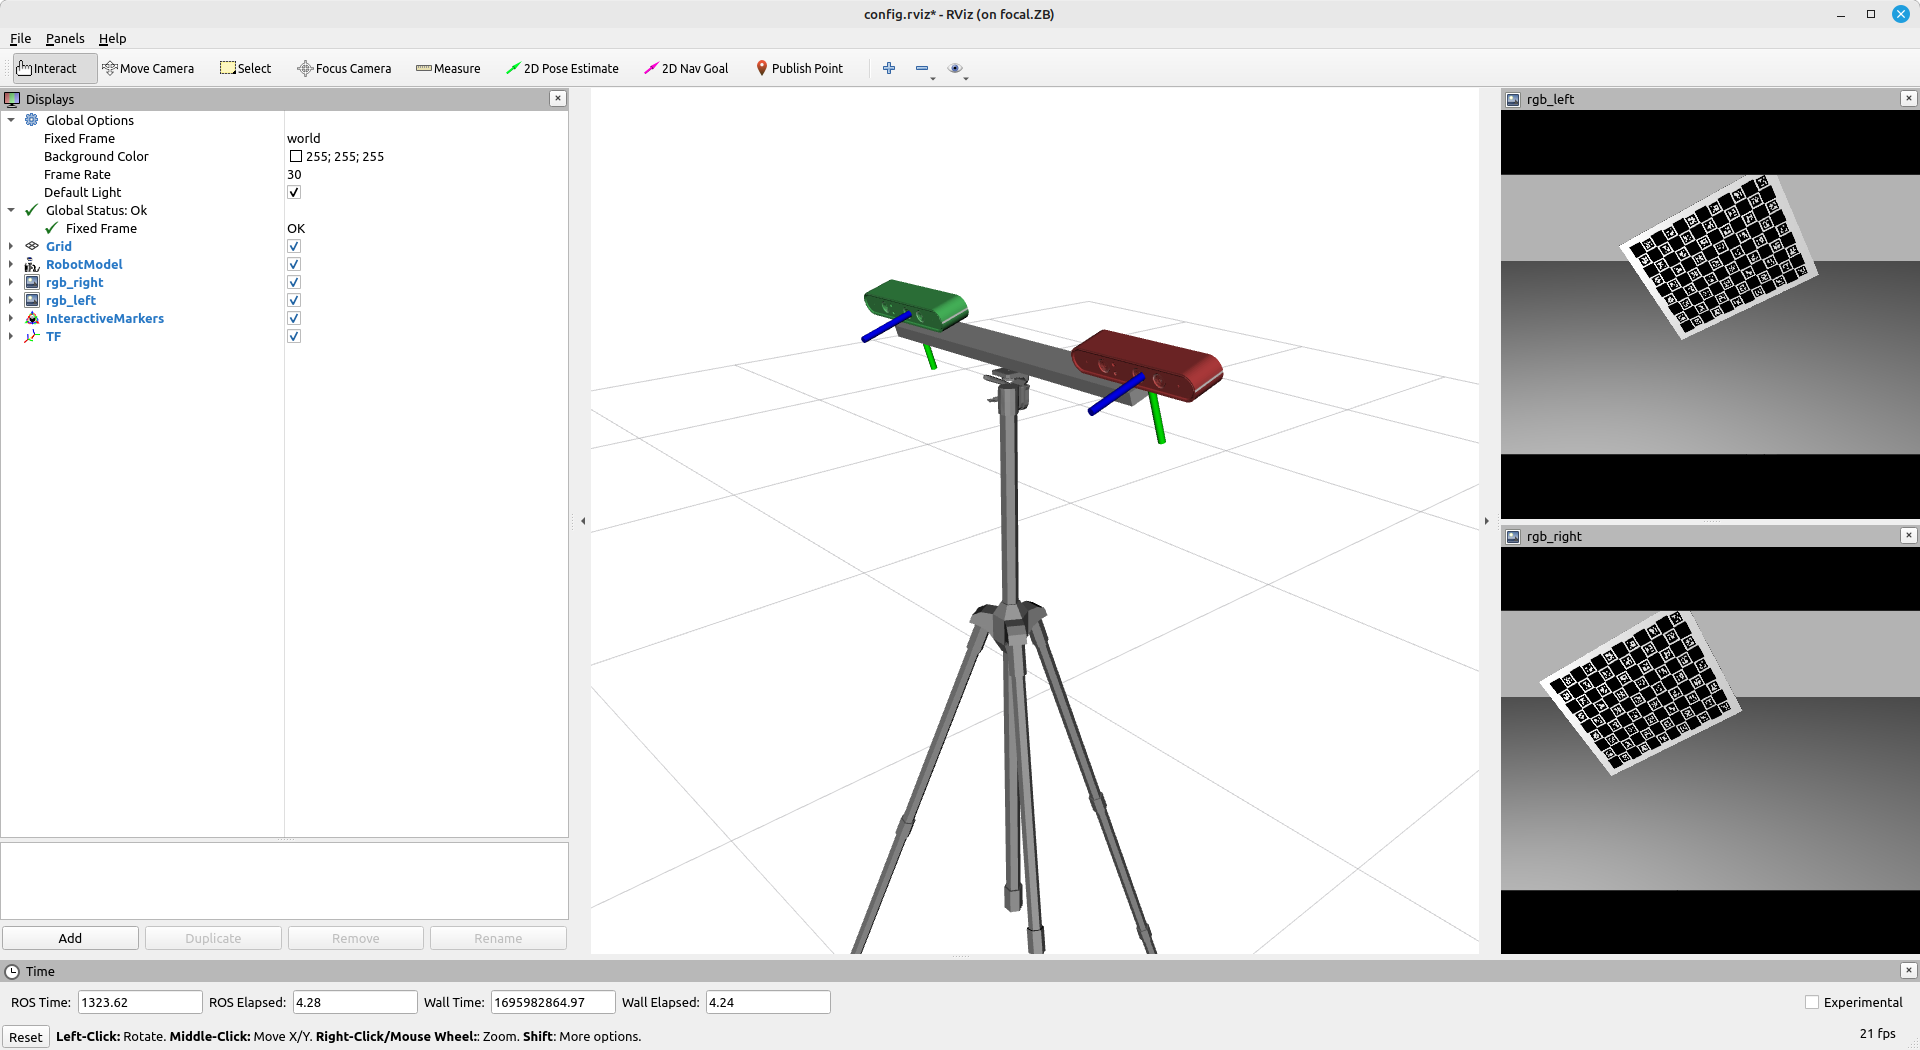 config.rviz* - RViz (on focal.ZB)
File Panels Help
Interact Move Camera Select Focus Camera Measure 2D Pose Estimate 2D Nav Goal Publish Point
Displays
Global Options
Fixed Frame world
Background Color 255; 255; 255
Frame Rate 30
Default Light
Global Status: Ok
Fixed Frame OK
Grid
RobotModel
rgb_right
rgb_left
InteractiveMarkers
TF
Add Duplicate Remove Rename
rgb_left
rgb_right
Time
ROS Time: 1323.62 ROS Elapsed: 4.28 Wall Time: 1695982864.97 Wall Elapsed: 4.24 Experimental
Reset Left-Click: Rotate. Middle-Click: Move X/Y. Right-Click/Mouse Wheel:: Zoom. Shift: More options. 21 fps